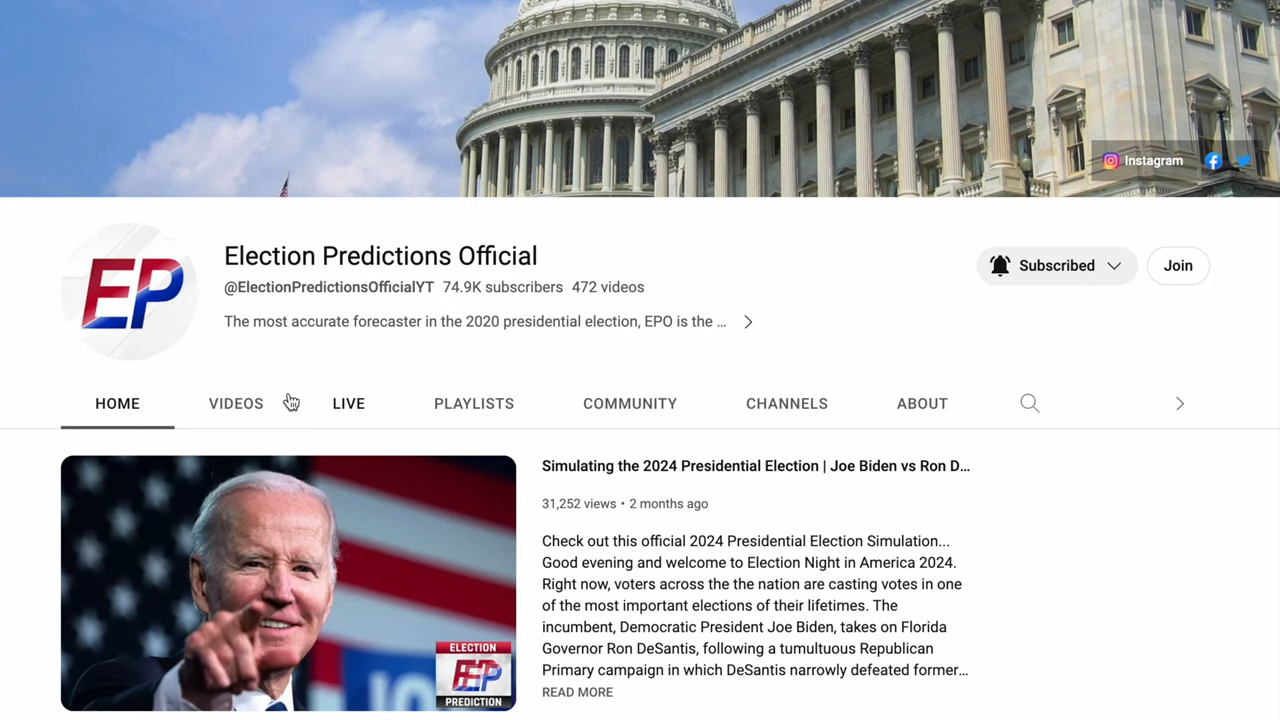 Instagram
EP
Election Predictions Official
Subscribed
Join
@ElectionPredictionsOfficialYT 74.9K subscribers 472 videos
The most accurate forecaster in the 2020 presidential election, EPO is the ...
HOME VIDEOS LIVE PLAYLISTS COMMUNITY CHANNELS ABOUT
Simulating the 2024 Presidential Election | Joe Biden vs Ron D...
31,252 views • 2 months ago
Check out this official 2024 Presidential Election Simulation...
Good evening and welcome to Election Night in America 2024.
Right now, voters across the the nation are casting votes in one
of the most important elections of their lifetimes. The
incumbent, Democratic President Joe Biden, takes on Florida
Governor Ron DeSantis, following a tumultuous Republican
Primary campaign in which DeSantis narrowly defeated former...
READ MORE
ELECTION
EP
PREDICTION